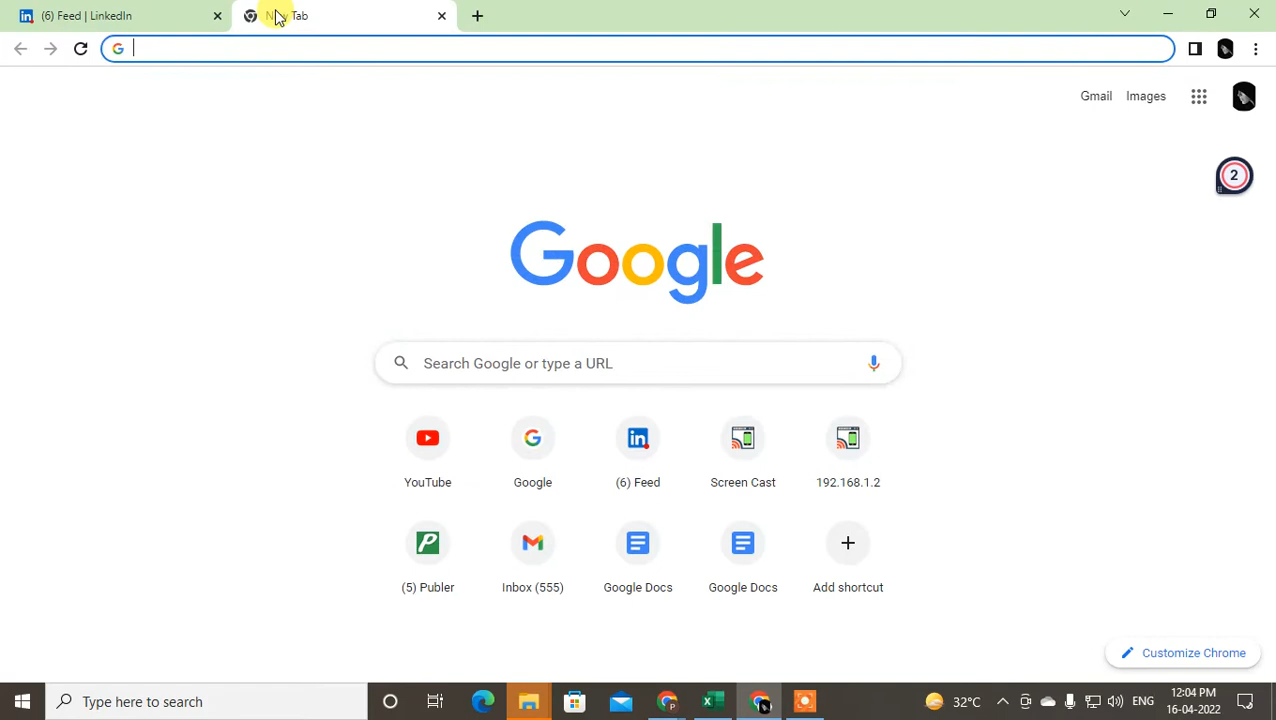 (6) Feed | LinkedIn
New Tab
Gmail Images
2
Google
Search Google or type a URL
YouTube Google (6) Feed Screen Cast 192.168.1.2
(5) Publer Inbox (555) Google Docs Google Docs Add shortcut
Customize Chrome
Type here to search
32°C ENG 12:04 PM
16-04-2022